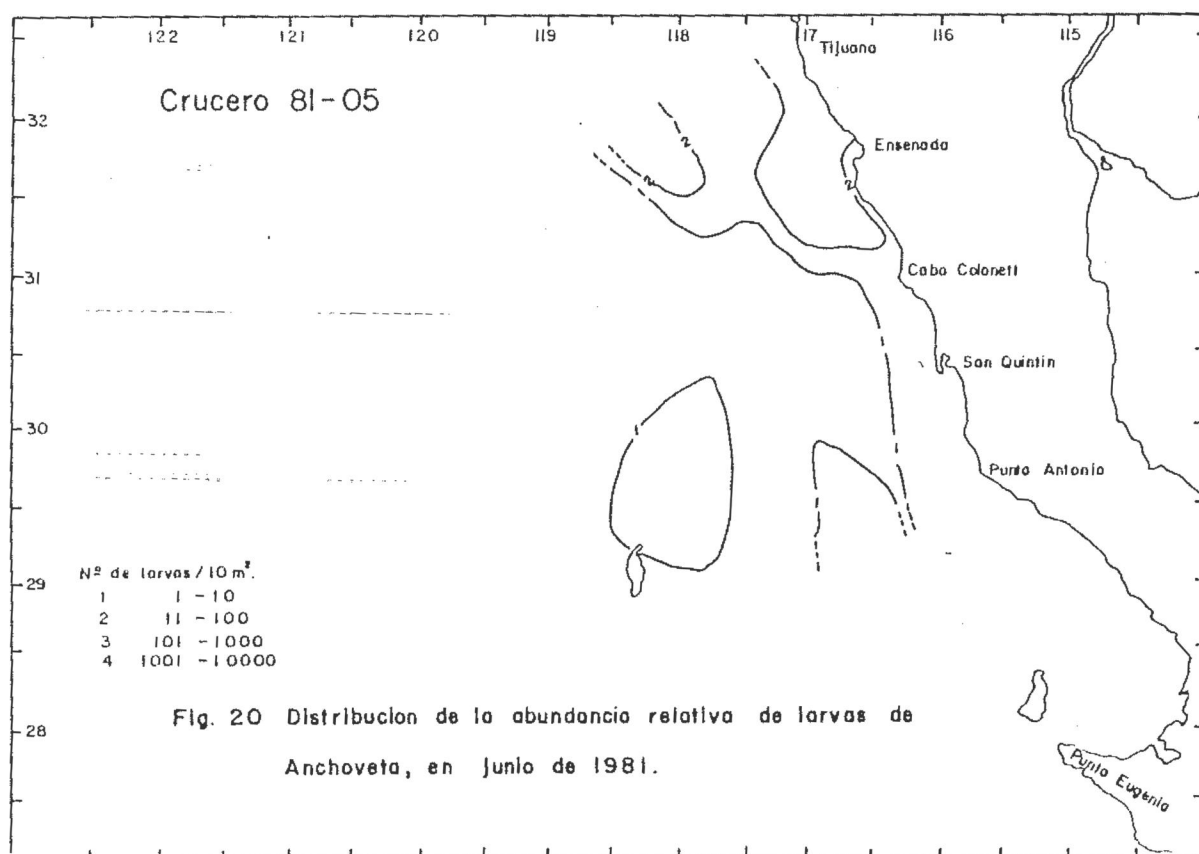 122 121 120 119 118 117 116 115
Tijuana
Crucero 81-05
32
Ensenada
2
2
2
31
Cabo Colonett
San Quintin
30
1
Punta Antonio
29
Nº de larvas/10 m².
1 1-10
2 11-100
3 101-1000
4 1001-10000
28
Fig. 20 Distribucion de la abundancia relativa de larvas de
Anchoveta, en junio de 1981.
Punta Eugenia